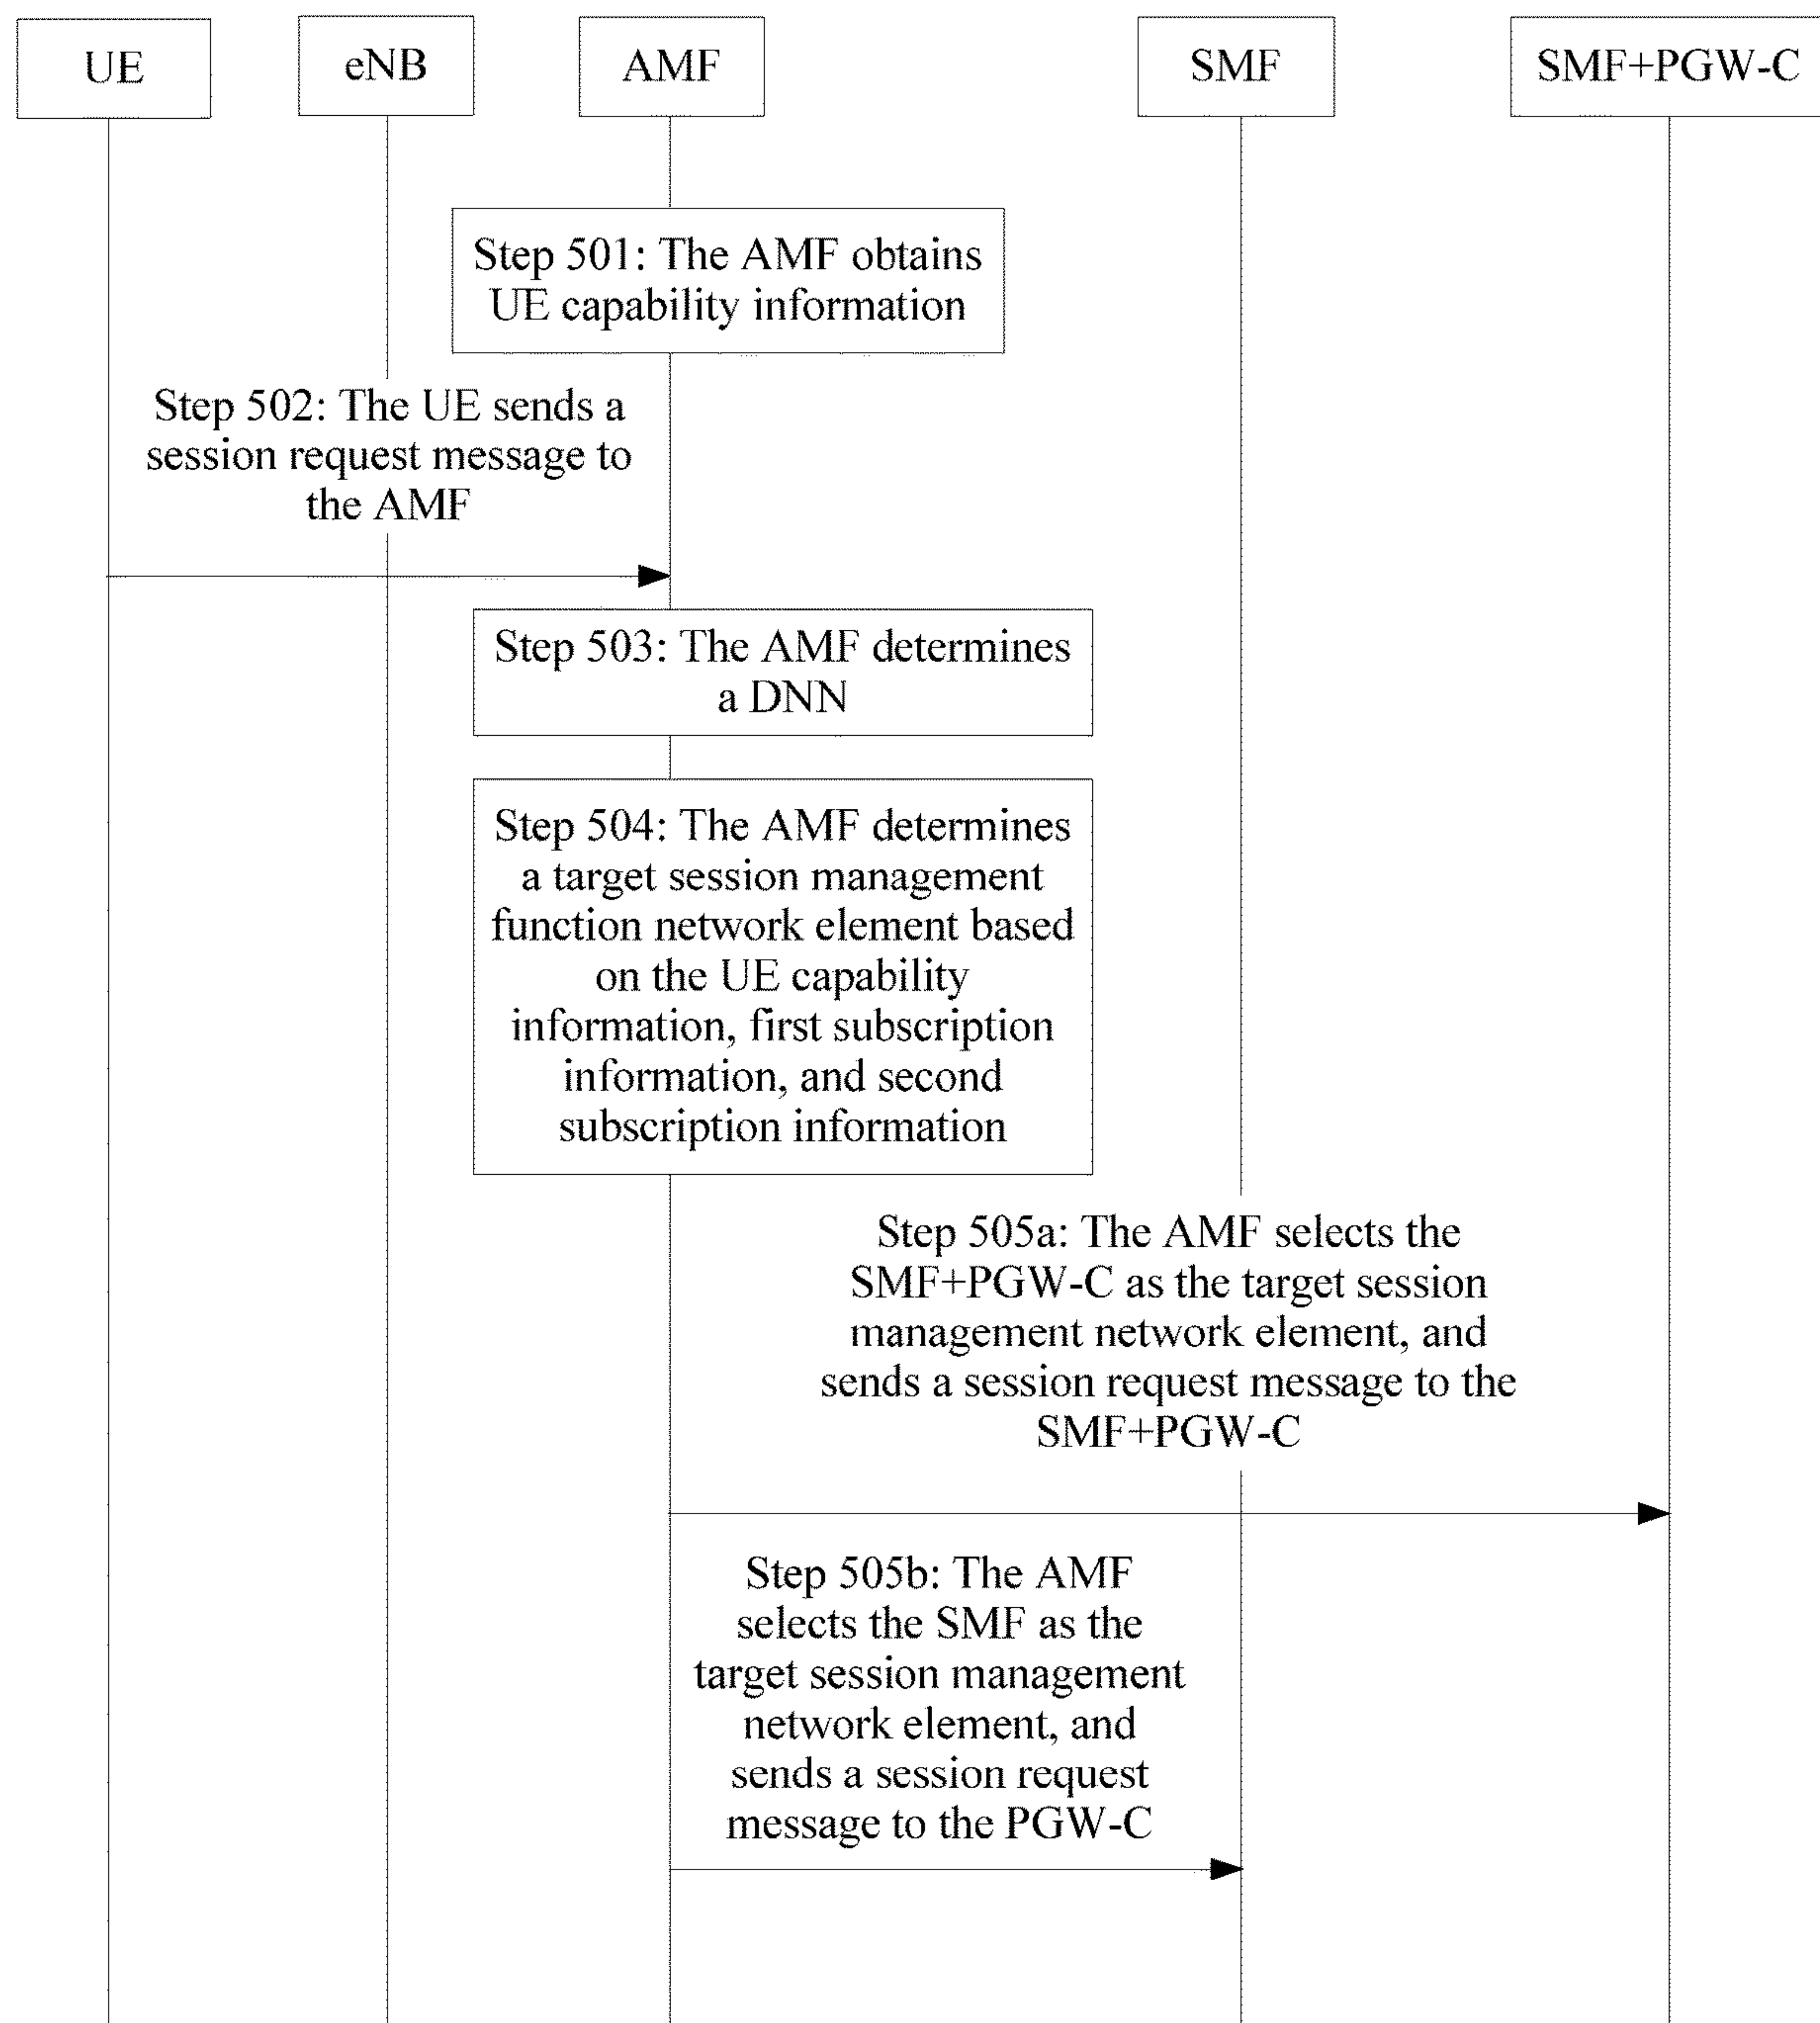 UE
eNB
AMF
SMF
SMF+PGW-C
Step 501: The AMF obtains
UE capability information
Step 502: The UE sends a
session request message to
the AMF
Step 503: The AMF determines
a DNN
Step 504: The AMF determines
a target session management
function network element based
on the UE capability
information, first subscription
information, and second
subscription information
Step 505a: The AMF selects the
SMF+PGW-C as the target session
management network element, and
sends a session request message to the
SMF+PGW-C
Step 505b: The AMF
selects the SMF as the
target session management
network element, and
sends a session request
message to the PGW-C